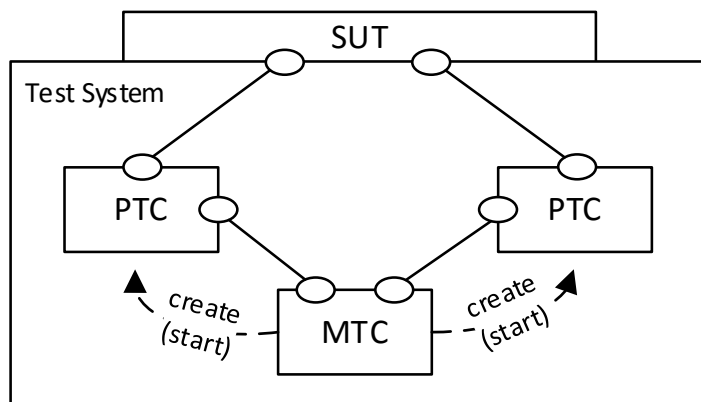 SUT
Test System
PTC
PTC
create
(start)
MTC
create
(start)